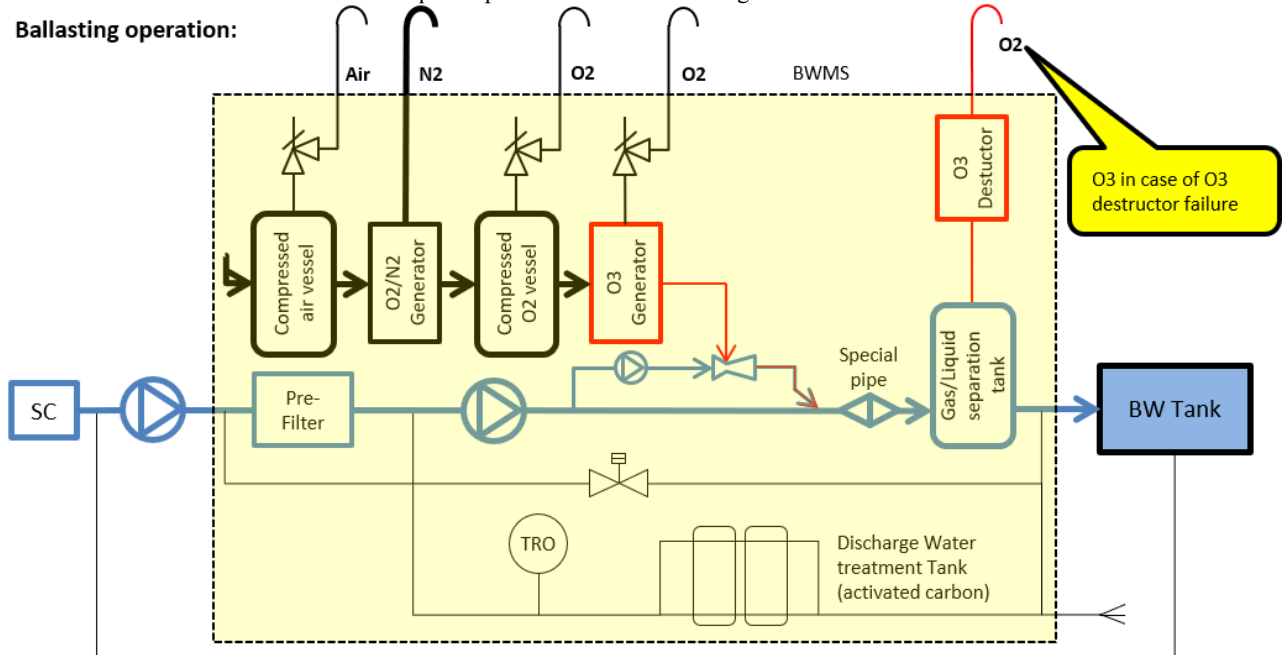 Ballasting operation:
Air
N2
O2
O2
BWMS
O2
O3 in case of O3
destructor failure
Compressed
air vessel
O2/N2
Generator
Compressed
O2 vessel
O3
Generator
O3
Destuctor
SC
Pre-
Filter
Special
pipe
Gas/Liquid
separation
tank
BW Tank
TRO
Discharge Water
treatment Tank
(activated carbon)